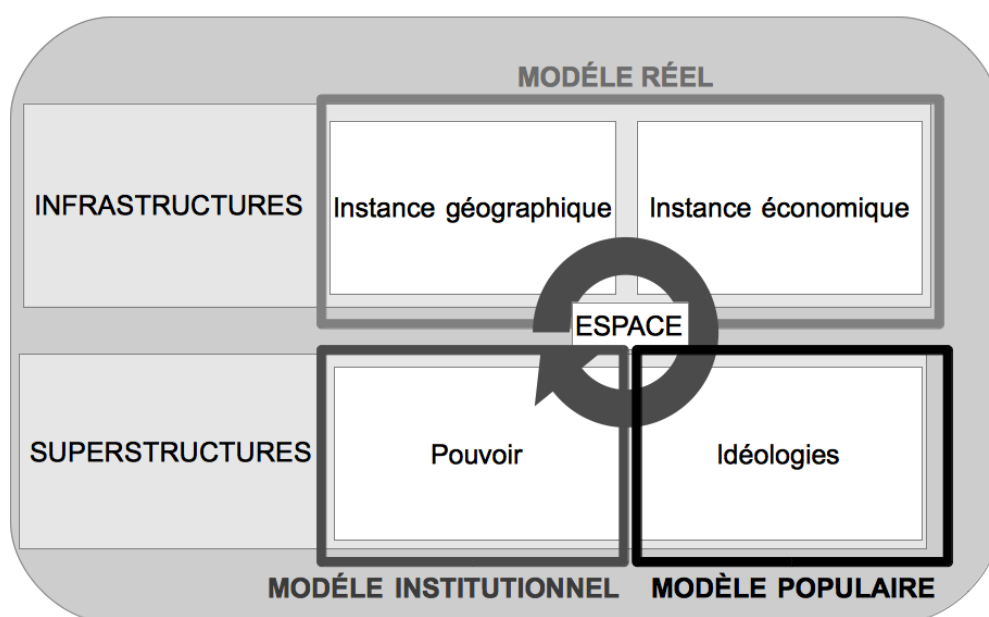 MODÉLE RÉEL
INFRASTRUCTURES
Instance géographique
Instance économique
ESPACE
SUPERSTRUCTURES
Pouvoir
Idéologies
MODÉLE INSTITUTIONNEL
MODÈLE POPULAIRE